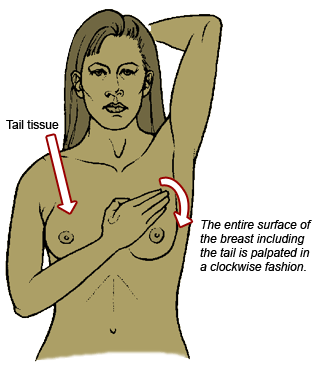 Tail tissue
The entire surface of
the breast including
the tail is palpated in
a clockwise fashion.